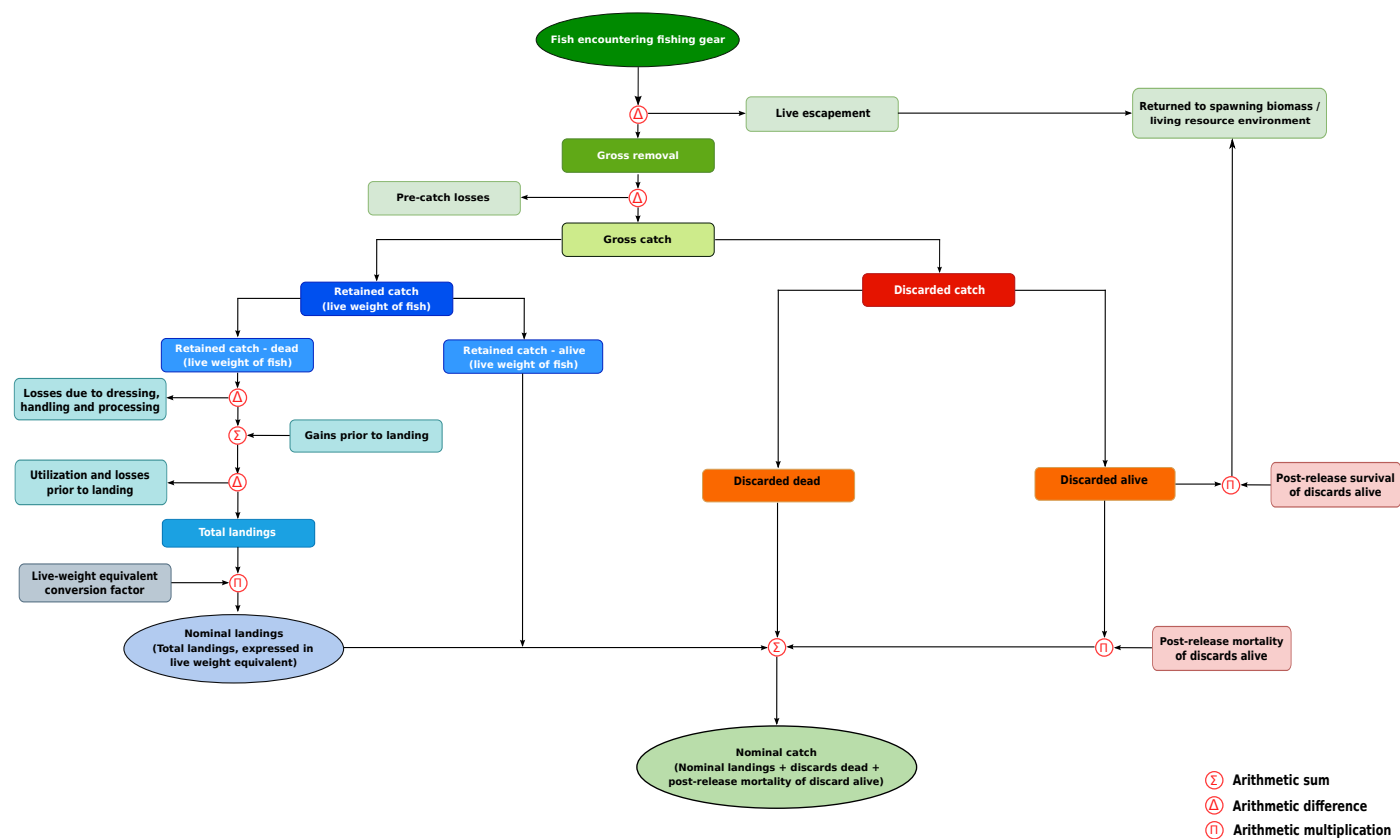 Fish encountering fishing gear
Δ
Live escapement
Returned to spawning biomass /
living resource environment
Gross removal
Pre-catch losses
Δ
Gross catch
Retained catch
(live weight of fish)
Discarded catch
Retained catch - dead
(live weight of fish)
Retained catch - alive
(live weight of fish)
Losses due to dressing,
handling and processing
Δ
Σ
Gains prior to landing
Utilization and losses
prior to landing
Δ
Discarded dead
Discarded alive
Π
Post-release survival
of discards alive
Total landings
Live-weight equivalent
conversion factor
Π
Nominal landings
(Total landings, expressed in
live weight equivalent)
Σ
Π
Post-release mortality
of discards alive
Nominal catch
(Nominal landings + discards dead +
post-release mortality of discard alive)
Σ Arithmetic sum
Δ Arithmetic difference
Π Arithmetic multiplication